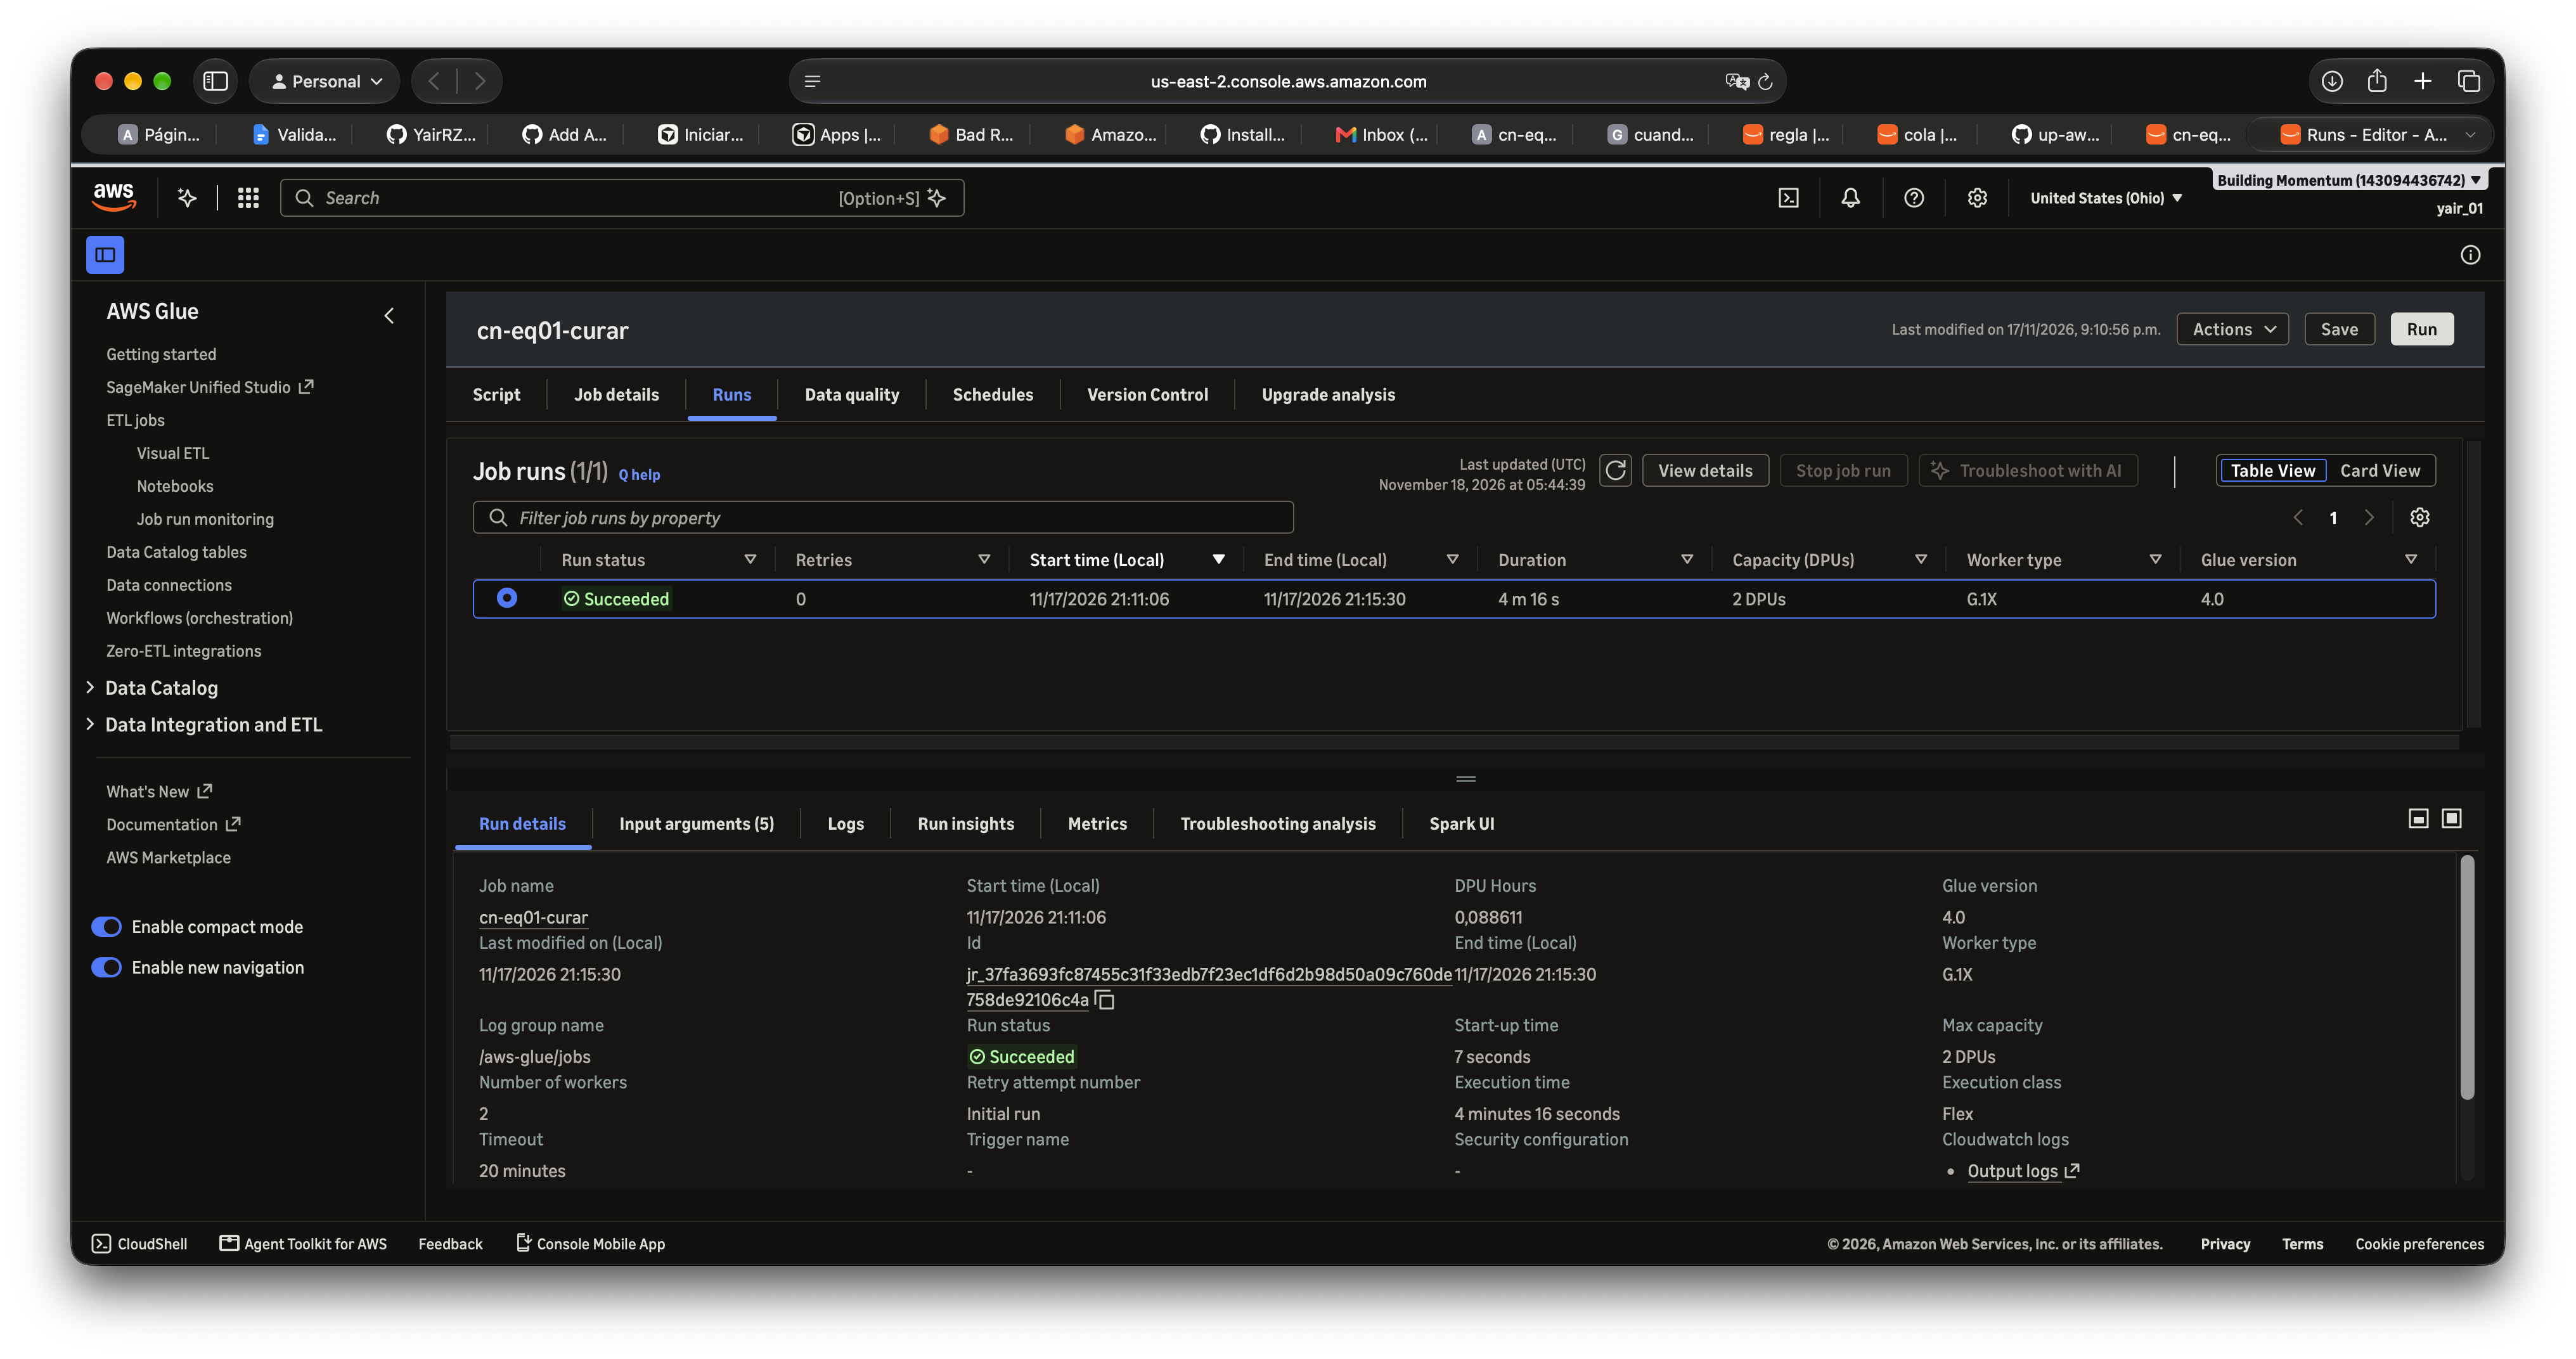 Personal
us-east-2.console.aws.amazon.com
Págin...
Valida...
YairRZ...
Add A...
Iniciar...
Apps |...
Bad R...
Amazo...
Install...
Inbox (...
cn-eq...
cuand...
regla |...
cola |...
up-aw...
cn-eq...
Runs - Editor - A...
aws
Search
[Option+S]
United States (Ohio)
Building Momentum (143094436742)
yair_01
AWS Glue
Getting started
SageMaker Unified Studio
ETL jobs
Visual ETL
Notebooks
Job run monitoring
Data Catalog tables
Data connections
Workflows (orchestration)
Zero-ETL integrations
Data Catalog
Data Integration and ETL
What's New
Documentation
AWS Marketplace
Enable compact mode
Enable new navigation
cn-eq01-curar
Last modified on 17/11/2026, 9:10:56 p.m.
Actions
Save
Run
Script
Job details
Runs
Data quality
Schedules
Version Control
Upgrade analysis
Job runs (1/1)
Q help
Last updated (UTC)
November 18, 2026 at 05:44:39
View details
Stop job run
Troubleshoot with AI
Table View
Card View
Filter job runs by property
1
Run status
Retries
Start time (Local)
End time (Local)
Duration
Capacity (DPUs)
Worker type
Glue version
Succeeded
0
11/17/2026 21:11:06
11/17/2026 21:15:30
4 m 16 s
2 DPUs
G.1X
4.0
Run details
Input arguments (5)
Logs
Run insights
Metrics
Troubleshooting analysis
Spark UI
Job name
Start time (Local)
DPU Hours
Glue version
cn-eq01-curar
11/17/2026 21:11:06
0,088611
4.0
Last modified on (Local)
Id
End time (Local)
Worker type
11/17/2026 21:15:30
jr_37fa3693fc87455c31f33edb7f23ec1df6d2b98d50a09c760de
758de92106c4a
11/17/2026 21:15:30
G.1X
Log group name
Run status
Start-up time
Max capacity
/aws-glue/jobs
Succeeded
7 seconds
2 DPUs
Number of workers
Retry attempt number
Execution time
Execution class
2
Initial run
4 minutes 16 seconds
Flex
Timeout
Trigger name
Security configuration
Cloudwatch logs
20 minutes
-
-
• Output logs
CloudShell
Agent Toolkit for AWS
Feedback
Console Mobile App
© 2026, Amazon Web Services, Inc. or its affiliates.
Privacy
Terms
Cookie preferences